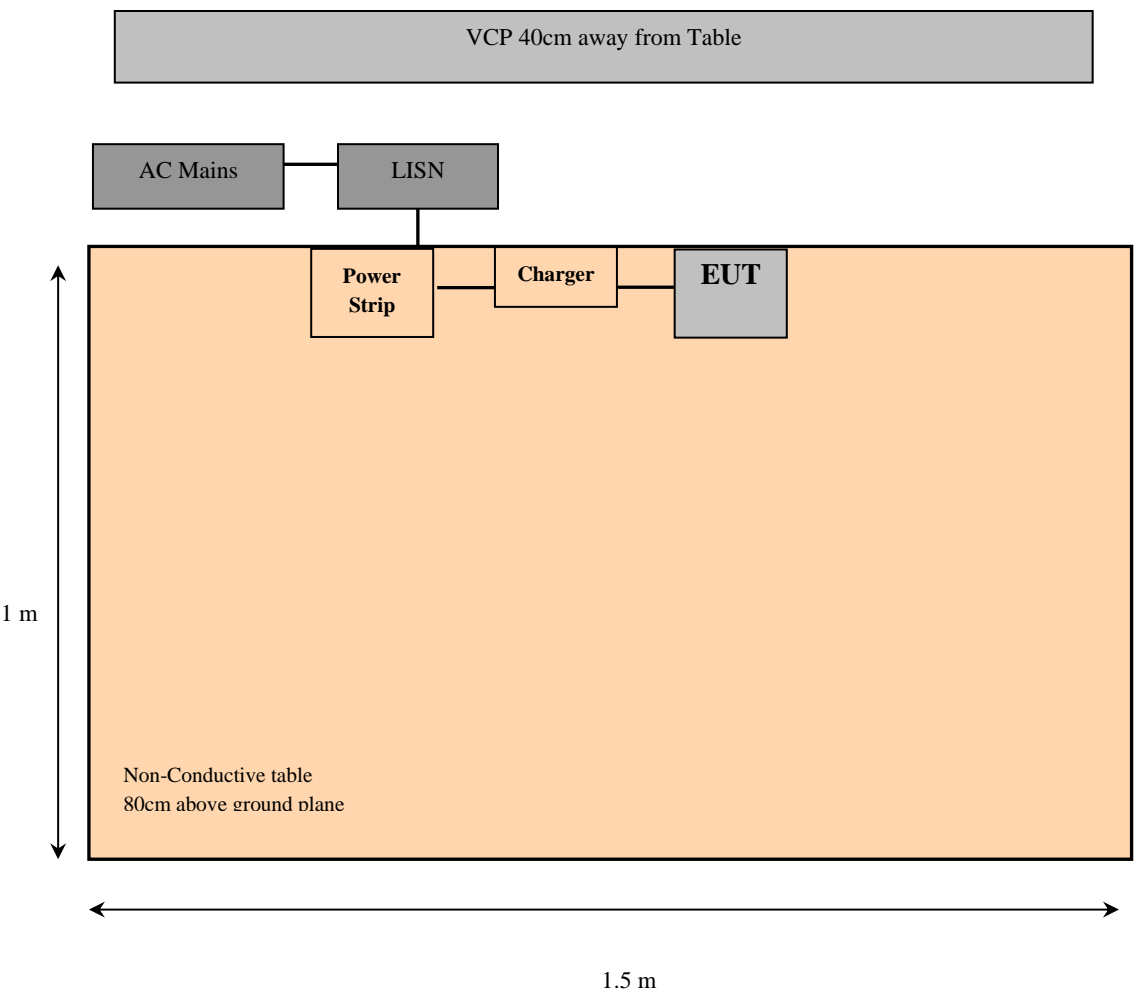 VCP 40cm away from Table
AC Mains
LISN
Power
Strip
Charger
EUT
1 m
Non-Conductive table
80cm above ground plane
1.5 m